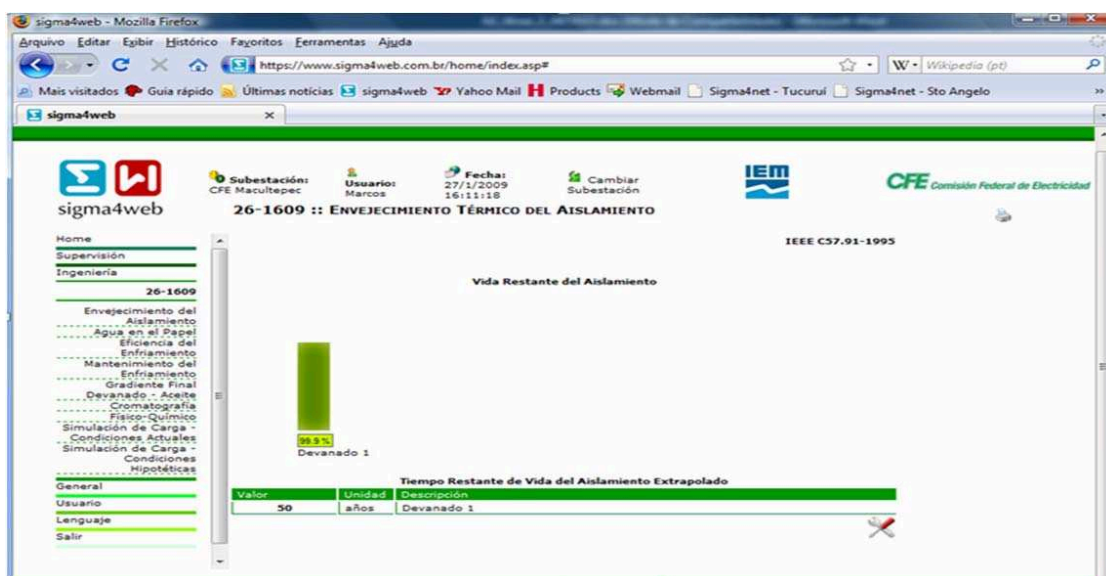 sigma4web - Mozilla Firefox
Arquivo Editar Exibir Histórico Favoritos Ferramentas Ajuda
https://www.sigma4web.com.br/home/index.asp#
W Wikipedia (pt)
Mais visitados Guia rápido Últimas notícias sigma4web Yahoo Mail Products Webmail Sigma4net - Tucuruí Sigma4net - Sto Angelo
sigma4web
sigma4web
Subestación:
CFE Macultepec
Usuario:
Marcos
Fecha:
27/1/2009
16:11:18
Cambiar
Subestación
IEM
CFE Comisión Federal de Electricidad
26-1609 :: ENVEJECIMIENTO TÉRMICO DEL AISLAMIENTO
IEEE C57.91-1995
Home
Supervisión
Ingeniería
26-1609
Envejecimiento del
Aislamiento
Agua en el Papel
Eficiencia del
Enfriamiento
Mantenimiento del
Enfriamiento
Gradiente Final
Devanado - Aceite
Cromatografía
Físico-Químico
Simulación de Carga -
Condiciones Actuales
Simulación de Carga -
Condiciones
Hipotéticas
General
Usuario
Lenguaje
Salir
Vida Restante del Aislamiento
99.9 %
Devanado 1
Tiempo Restante de Vida del Aislamiento Extrapolado
Valor Unidad Descripción
50 años Devanado 1